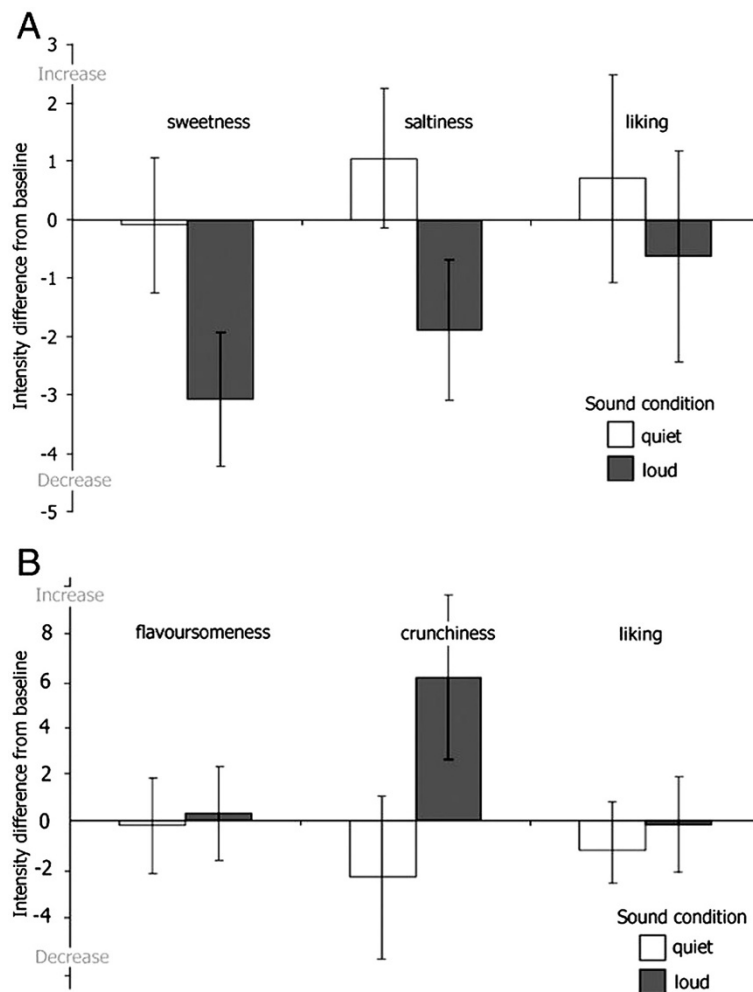 A
3
Increase
2
sweetness
saltiness
liking
1
0
-1
-2
-3
-4
Decrease
-5
Intensity difference from baseline
Sound condition
quiet
loud
B
Increase
8
flavoursomeness
crunchiness
liking
6
4
2
0
-2
-4
Decrease
Intensity difference from baseline
Sound condition
quiet
loud